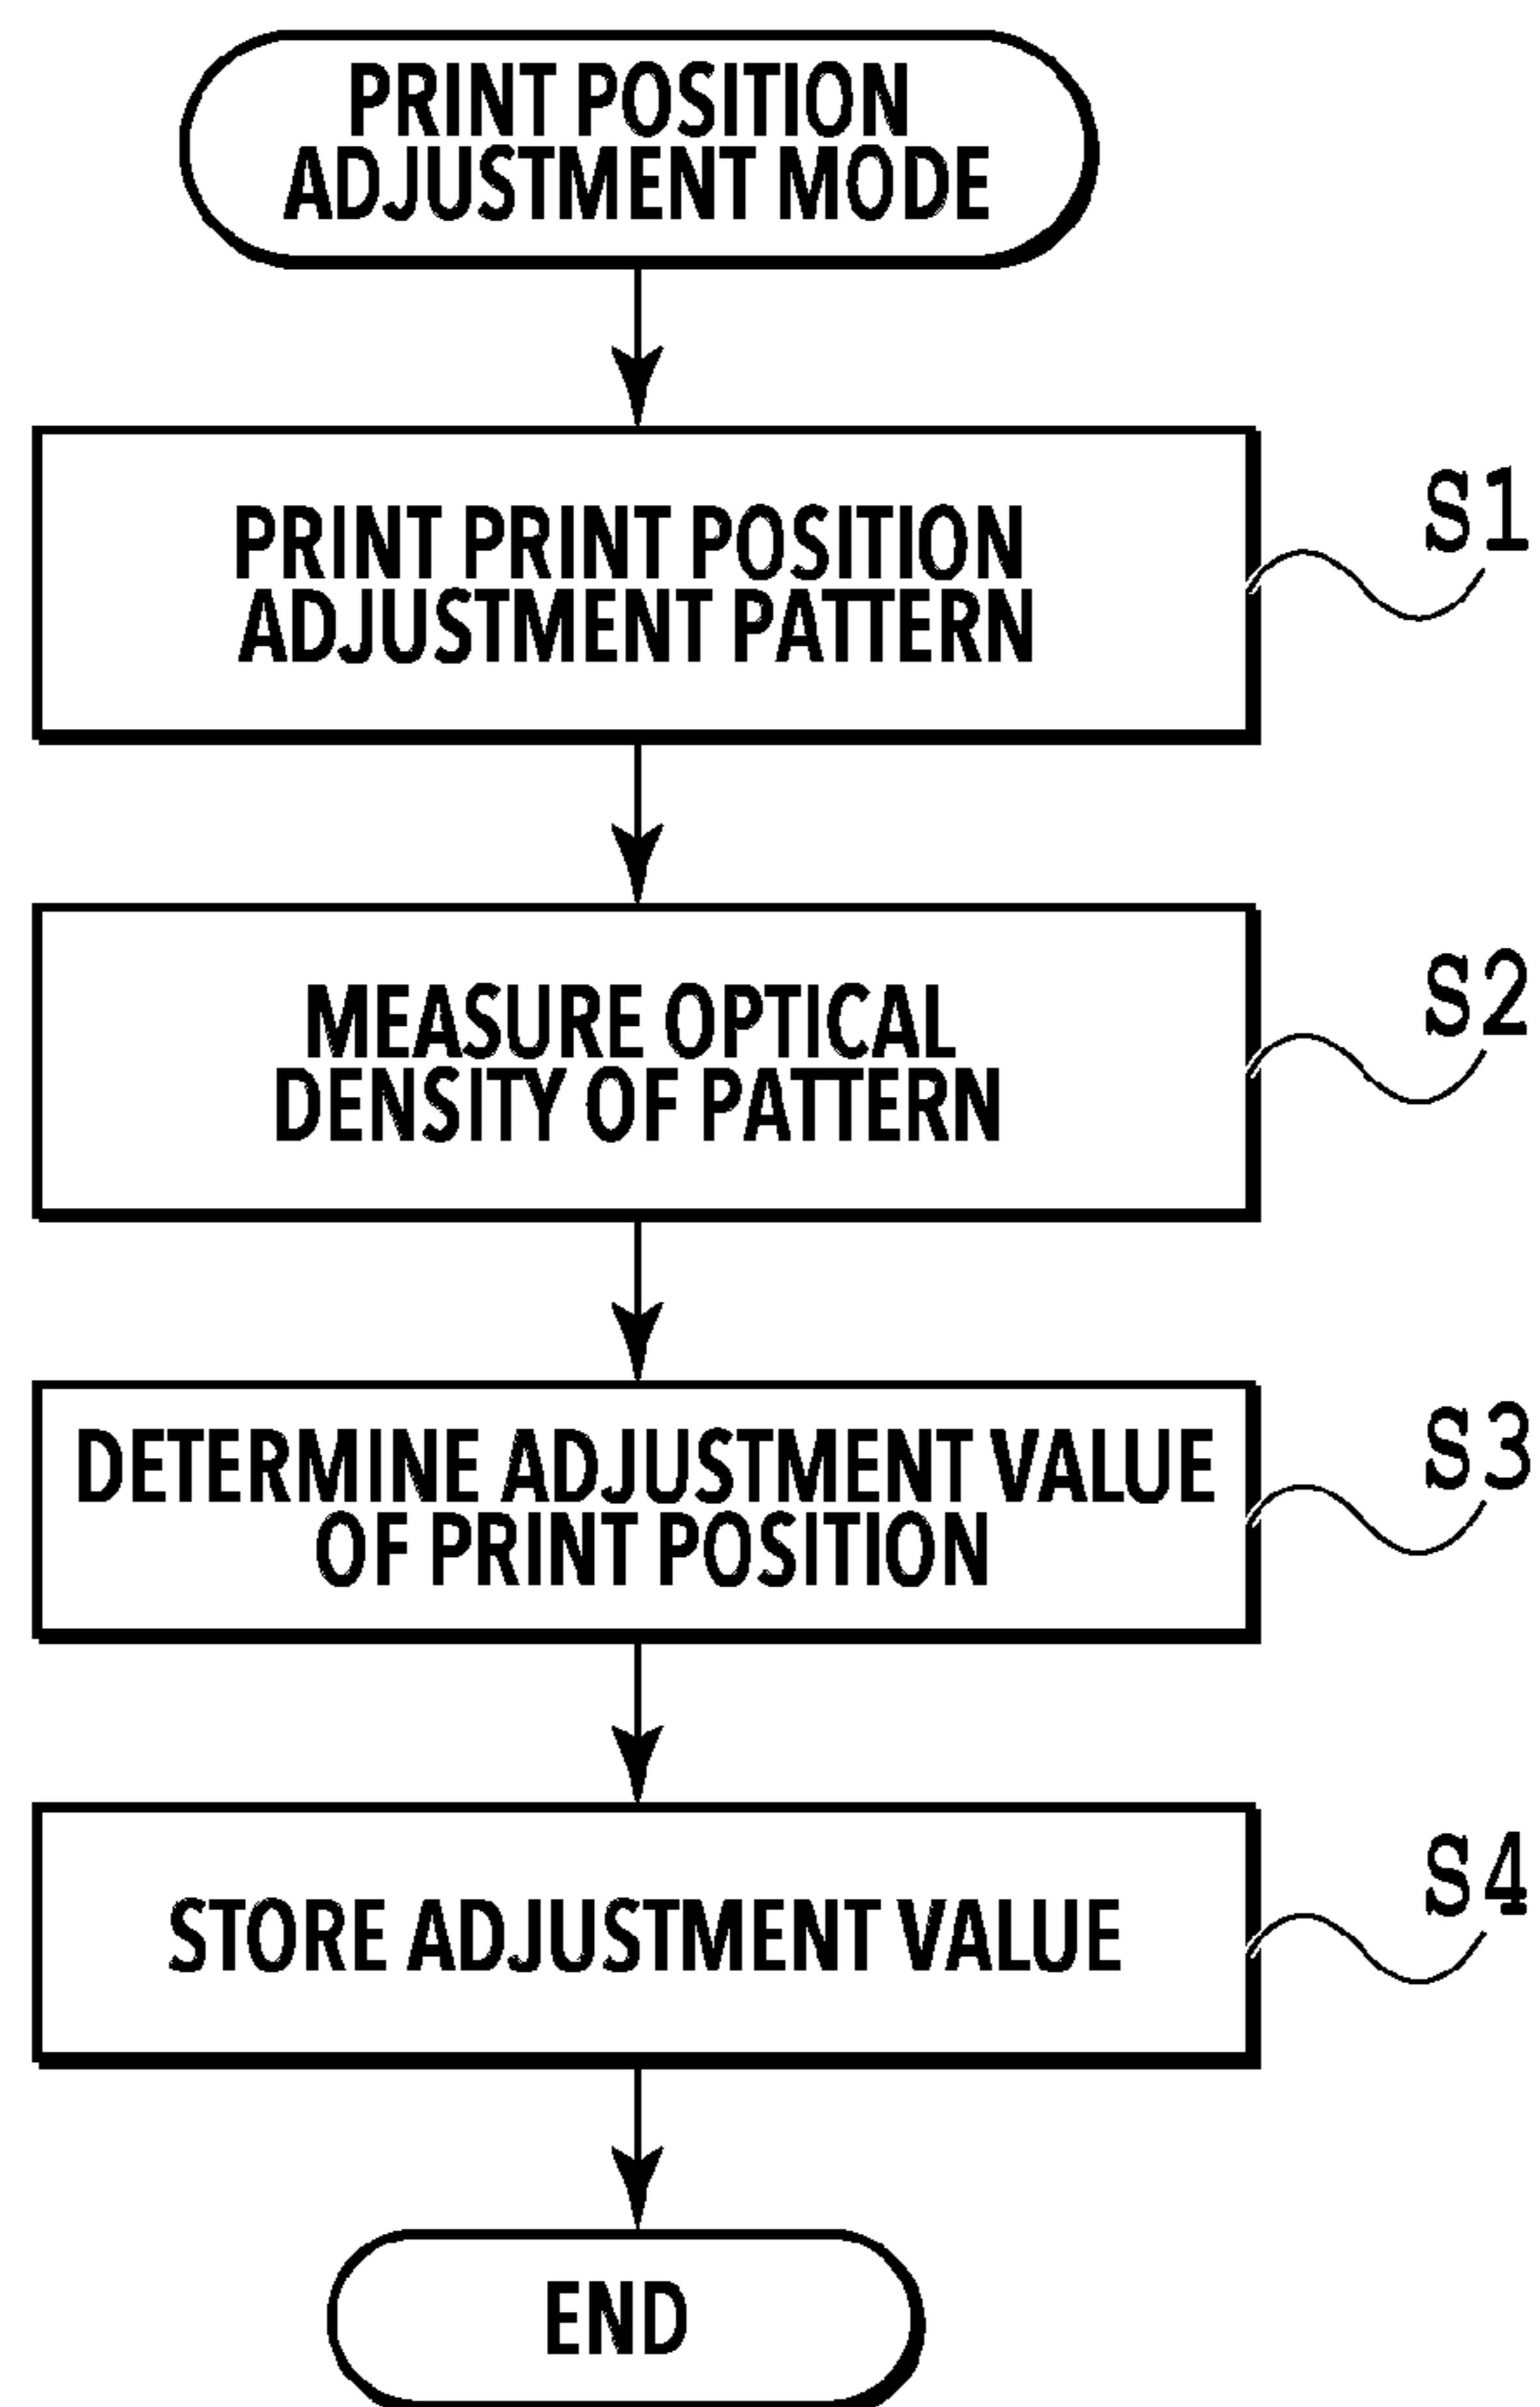 PRINT POSITION
ADJUSTMENT MODE
PRINT PRINT POSITION
ADJUSTMENT PATTERN
S1
MEASURE OPTICAL
DENSITY OF PATTERN
S2
DETERMINE ADJUSTMENT VALUE
OF PRINT POSITION
S3
STORE ADJUSTMENT VALUE
S4
END